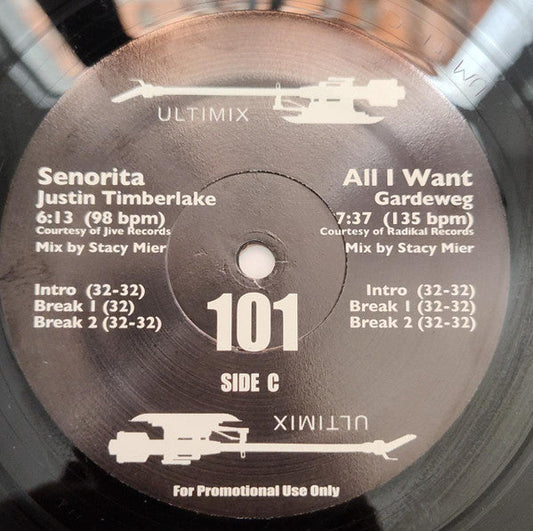 ULTIMIX
Senorita
Justin Timberlake
6:13 (98 bpm)
Courtesy of Jive Records
Mix by Stacy Mier
Intro (32-32)
Break 1 (32)
Break 2 (32-32)
All I Want
Gardeweg
7:37 (135 bpm)
Courtesy of Radikal Records
Mix by Stacy Mier
Intro (32-32)
Break 1 (32-32)
Break 2 (32-32)
101
SIDE C
ULTIMIX
For Promotional Use Only